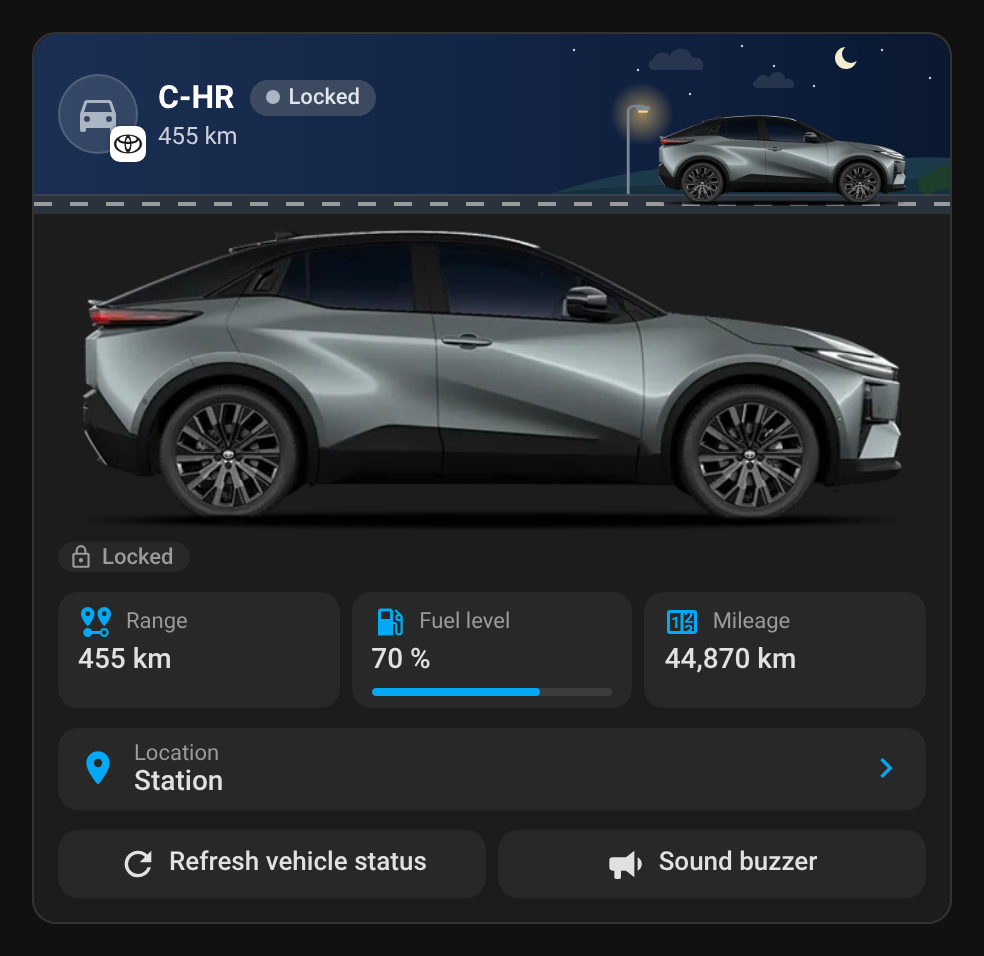 C-HR
Locked
455 km
Locked
Range
455 km
Fuel level
70 %
Mileage
44,870 km
Location
Station
Refresh vehicle status
Sound buzzer